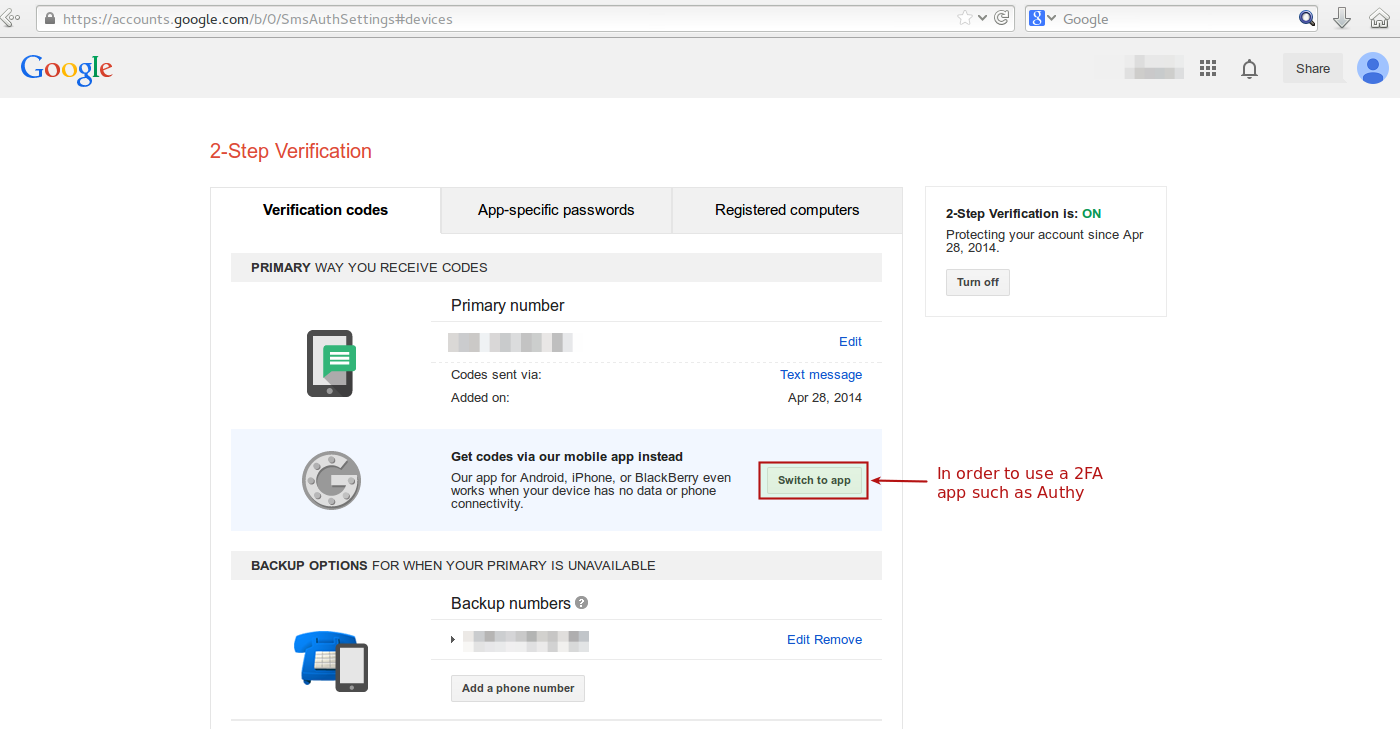 https://accounts.google.com/b/0/SmsAuthSettings#devices
Google
Google
Share
2-Step Verification
Verification codes
App-specific passwords
Registered computers
2-Step Verification is: ON
Protecting your account since Apr
28, 2014.
Turn off
PRIMARY WAY YOU RECEIVE CODES
Primary number
Edit
Codes sent via:
Text message
Added on:
Apr 28, 2014
Get codes via our mobile app instead
Our app for Android, iPhone, or BlackBerry even
works when your device has no data or phone
connectivity.
Switch to app
In order to use a 2FA
app such as Authy
BACKUP OPTIONS FOR WHEN YOUR PRIMARY IS UNAVAILABLE
Backup numbers
Edit Remove
Add a phone number